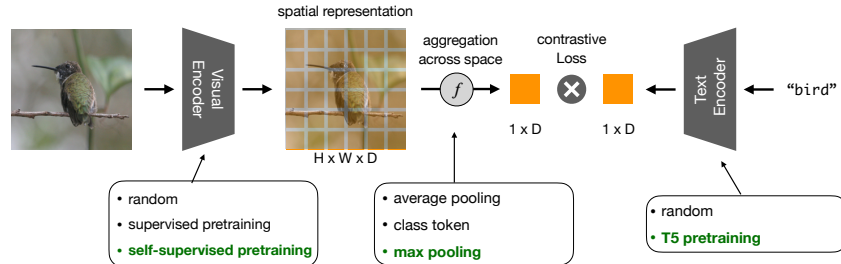 spatial representation
aggregation
across space
contrastive
Loss
Visual
Encoder
f
Text
Encoder
“bird”
1 x D
1 x D
H x W x D
• random
• supervised pretraining
• self-supervised pretraining
• average pooling
• class token
• max pooling
• random
• T5 pretraining